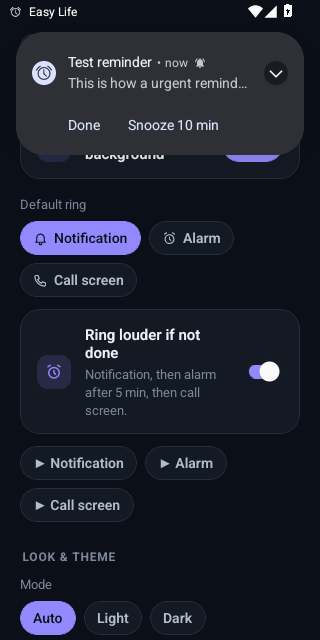 Easy Life
Test reminder • now
This is how a urgent remind…
Done Snooze 10 min
background
Default ring
Notification Alarm
Call screen
Ring louder if not
done
Notification, then alarm
after 5 min, then call
screen.
Notification Alarm
Call screen
LOOK & THEME
Mode
Auto Light Dark